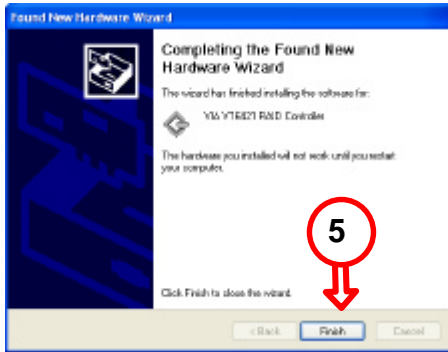 Found New Hardware Wizard
Completing the Found New
Hardware Wizard
The wizard has finished installing the software for:
VIA VT6421 RAID Controller
The hardware you installed will not work until you restart
your computer.
5
Click Finish to close the wizard.
< Back Finish Cancel